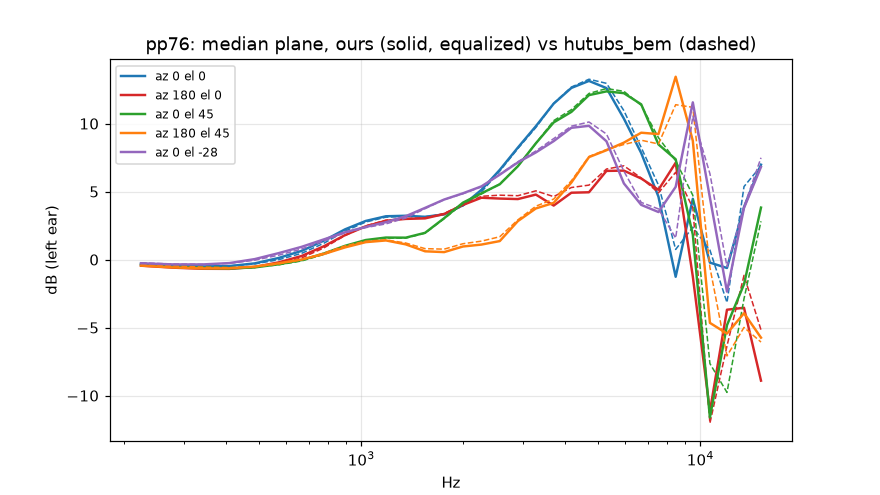 pp76: median plane, ours (solid, equalized) vs hutubs_bem (dashed)
az 0 el 0
az 180 el 0
az 0 el 45
az 180 el 45
az 0 el -28
10
5
0
−5
−10
dB (left ear)
10³
10⁴
Hz